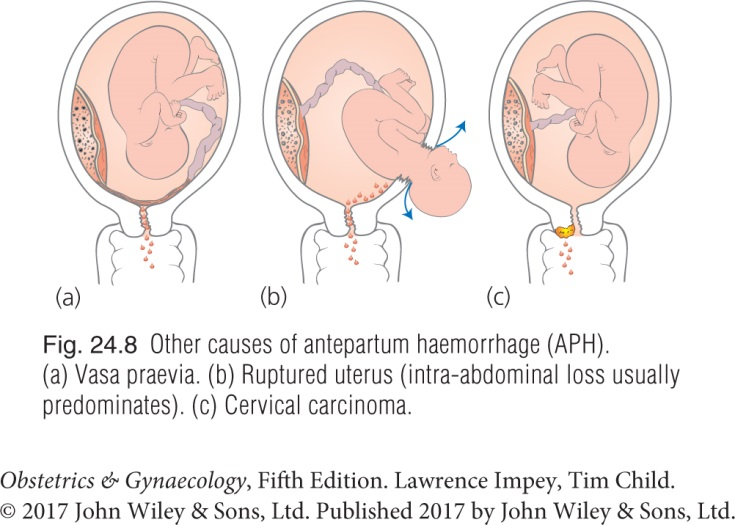 (a) (b) (c)
Fig. 24.8 Other causes of antepartum haemorrhage (APH).
(a) Vasa praevia. (b) Ruptured uterus (intra-abdominal loss usually
predominates). (c) Cervical carcinoma.
Obstetrics & Gynaecology, Fifth Edition. Lawrence Impey, Tim Child.
© 2017 John Wiley & Sons, Ltd. Published 2017 by John Wiley & Sons, Ltd.